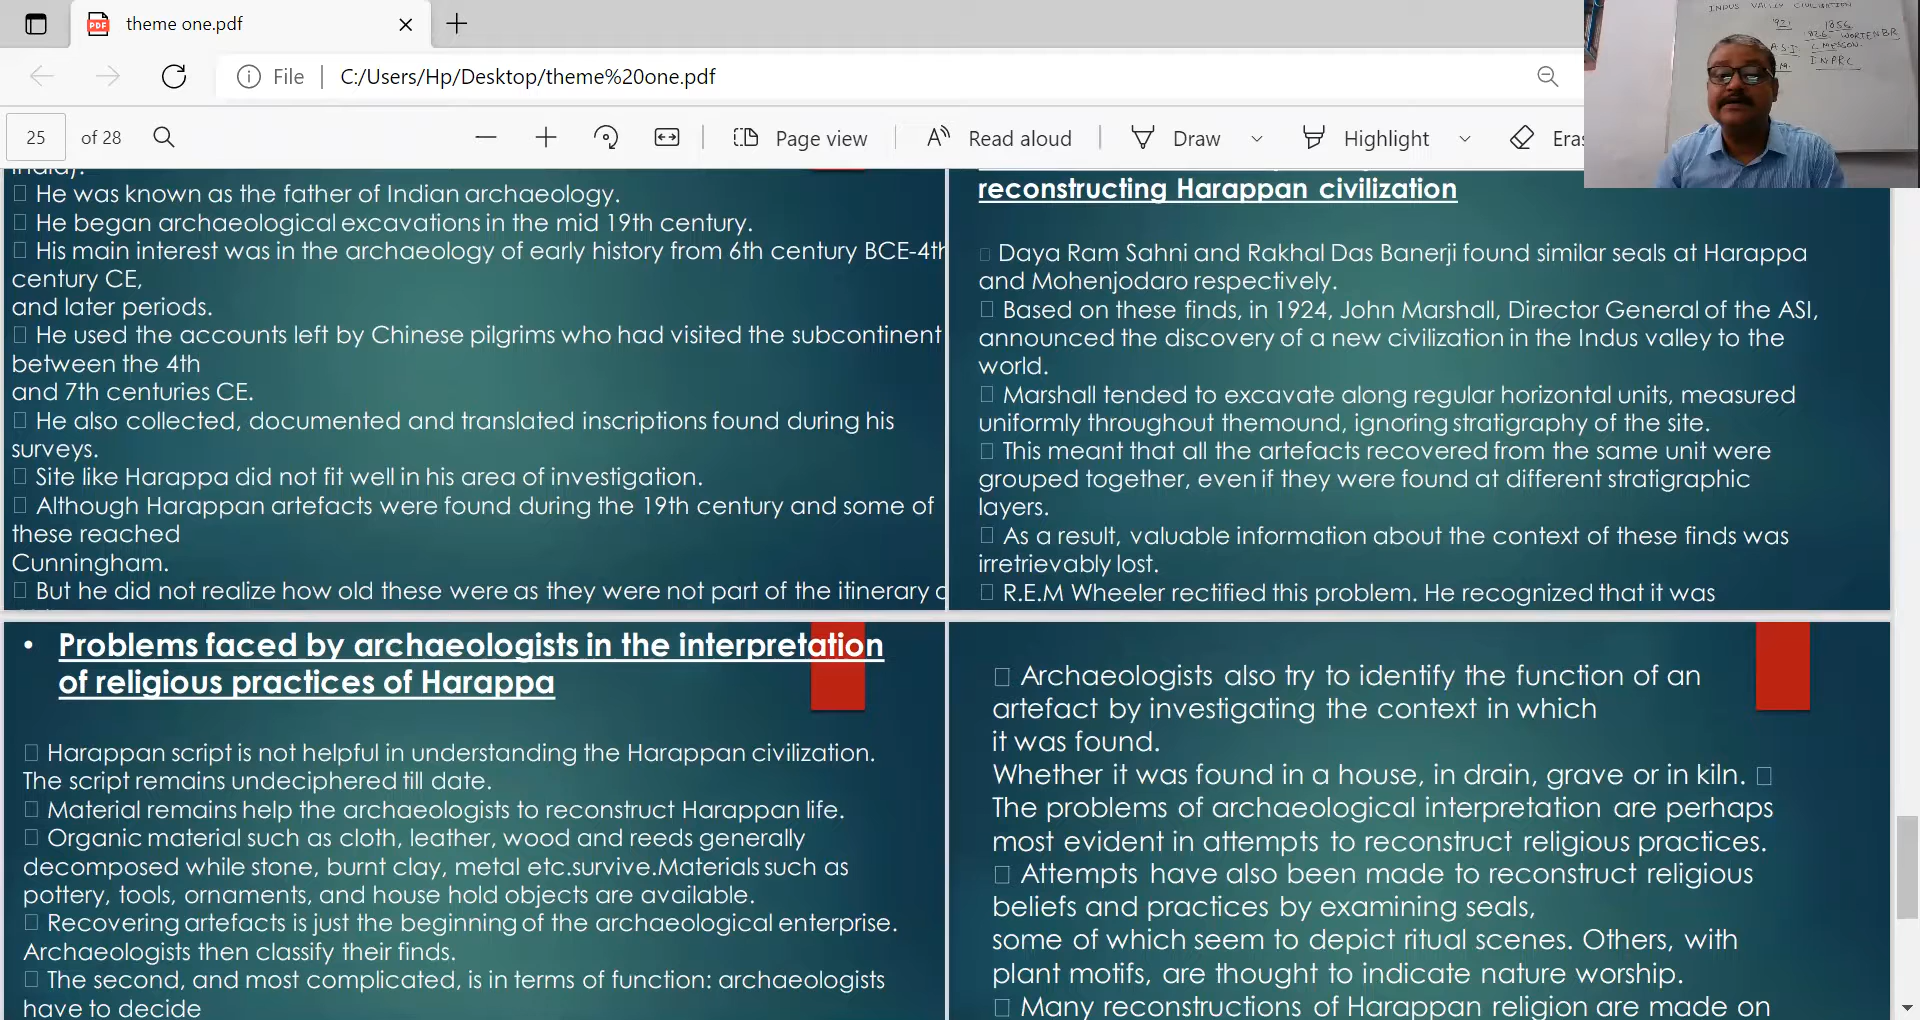 theme one.pdf
File
C:/Users/Hp/Desktop/theme%20one.pdf
25 of 28
Page view
Read aloud
Draw
Highlight
Eras
INDUS VALLEY CIVILIZATION
1856
A.S.I.
He was known as the father of Indian archaeology.
He began archaeological excavations in the mid 19th century.
His main interest was in the archaeology of early history from 6th century BCE-4th
century CE,
and later periods.
He used the accounts left by Chinese pilgrims who had visited the subcontinent
between the 4th
and 7th centuries CE.
He also collected, documented and translated inscriptions found during his
surveys.
Site like Harappa did not fit well in his area of investigation.
Although Harappan artefacts were found during the 19th century and some of
these reached
Cunningham.
But he did not realize how old these were as they were not part of the itinerary
reconstructing Harappan civilization
Daya Ram Sahni and Rakhal Das Banerji found similar seals at Harappa
and Mohenjodaro respectively.
Based on these finds, in 1924, John Marshall, Director General of the ASI,
announced the discovery of a new civilization in the Indus valley to the
world.
Marshall tended to excavate along regular horizontal units, measured
uniformly throughout themound, ignoring stratigraphy of the site.
This meant that all the artefacts recovered from the same unit were
grouped together, even if they were found at different stratigraphic
layers.
As a result, valuable information about the context of these finds was
irretrievably lost.
R.E.M Wheeler rectified this problem. He recognized that it was
• Problems faced by archaeologists in the interpretation
of religious practices of Harappa
Harappan script is not helpful in understanding the Harappan civilization.
The script remains undeciphered till date.
Material remains help the archaeologists to reconstruct Harappan life.
Organic material such as cloth, leather, wood and reeds generally
decomposed while stone, burnt clay, metal etc.survive.Materials such as
pottery, tools, ornaments, and house hold objects are available.
Recovering artefacts is just the beginning of the archaeological enterprise.
Archaeologists then classify their finds.
The second, and most complicated, is in terms of function: archaeologists
have to decide
Archaeologists also try to identify the function of an
artefact by investigating the context in which
it was found.
Whether it was found in a house, in drain, grave or in kiln.
The problems of archaeological interpretation are perhaps
most evident in attempts to reconstruct religious practices.
Attempts have also been made to reconstruct religious
beliefs and practices by examining seals,
some of which seem to depict ritual scenes. Others, with
plant motifs, are thought to indicate nature worship.
Many reconstructions of Harappan religion are made on